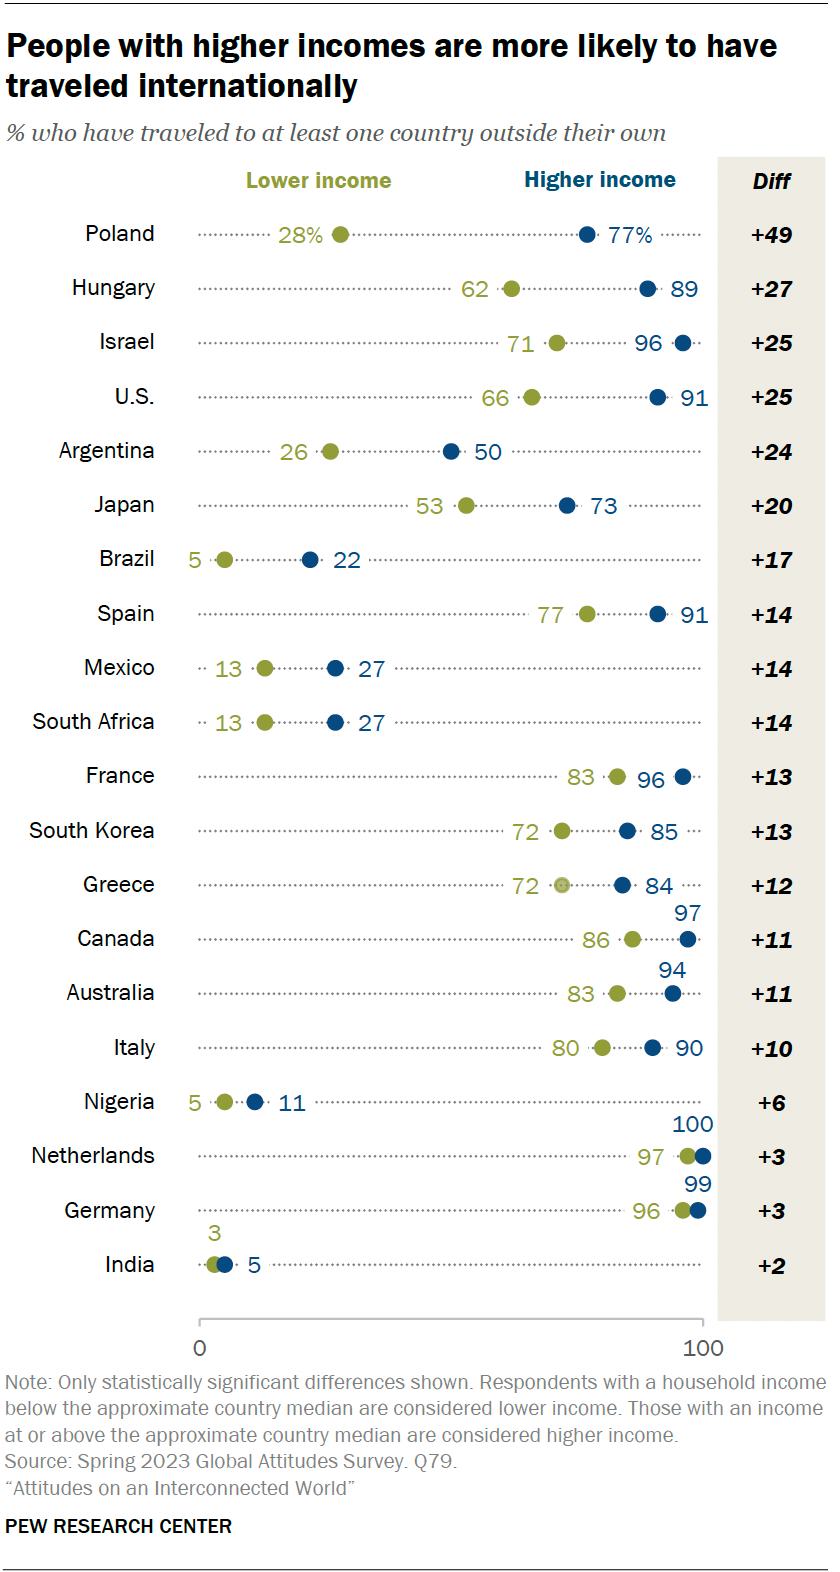 People with higher incomes are more likely to have
traveled internationally
% who have traveled to at least one country outside their own
Lower income Higher income Diff
Poland 28% 77% +49
Hungary 62 89 +27
Israel 71 96 +25
U.S. 66 91 +25
Argentina 26 50 +24
Japan 53 73 +20
Brazil 5 22 +17
Spain 77 91 +14
Mexico 13 27 +14
South Africa 13 27 +14
France 83 96 +13
South Korea 72 85 +13
Greece 72 84 +12
97
Canada 86 +11
94
Australia 83 +11
Italy 80 90 +10
Nigeria 5 11 +6
100
Netherlands 97 +3
99
Germany 96 +3
3
India 5 +2
0 100
Note: Only statistically significant differences shown. Respondents with a household income
below the approximate country median are considered lower income. Those with an income
at or above the approximate country median are considered higher income.
Source: Spring 2023 Global Attitudes Survey. Q79.
“Attitudes on an Interconnected World”
PEW RESEARCH CENTER